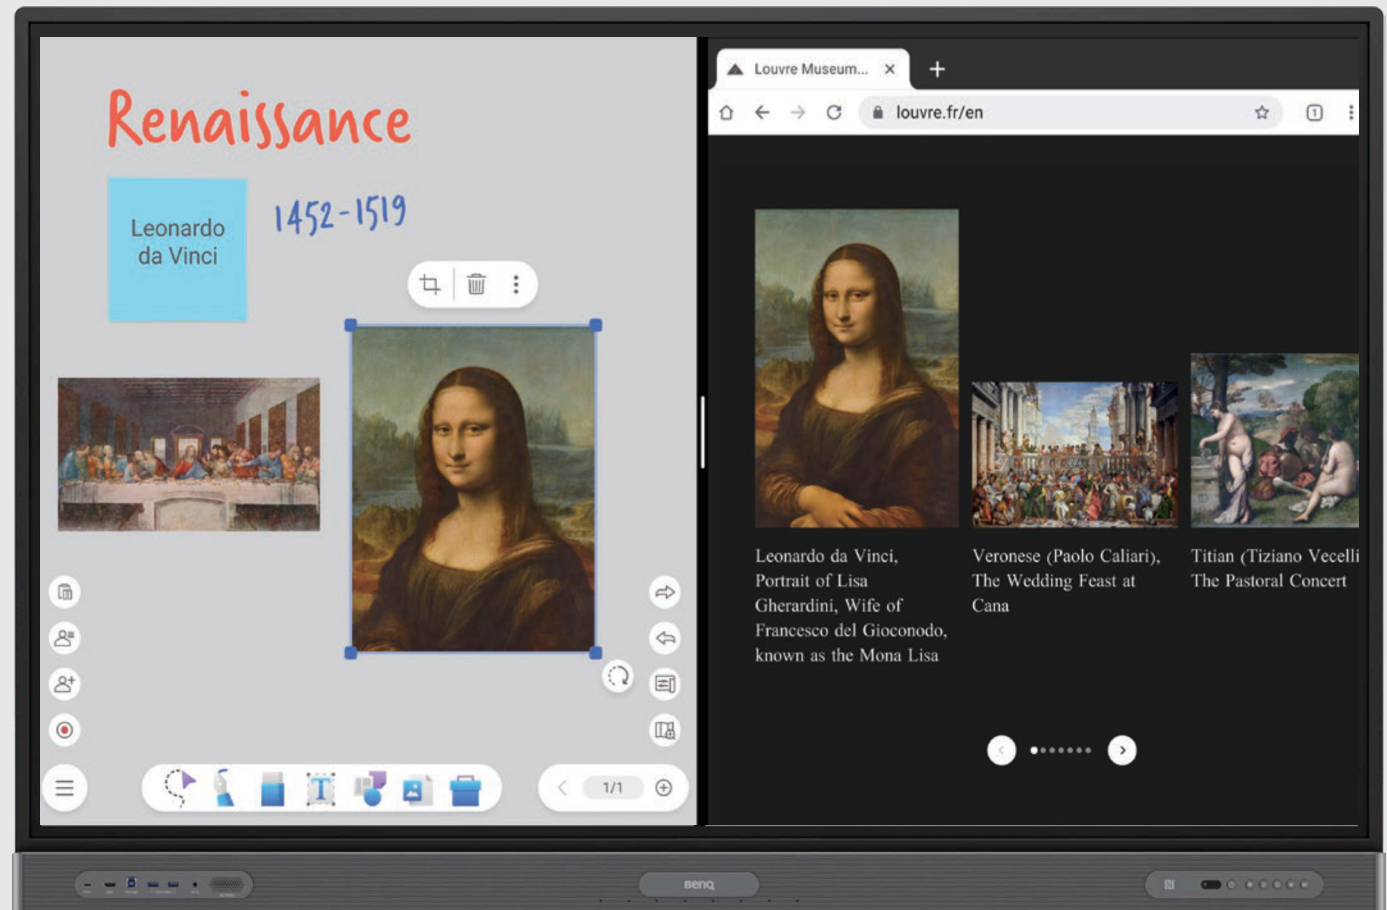 Renaissance
Leonardo
da Vinci
1452-1519
1/1
Louvre Museum...
louvre.fr/en
1
Leonardo da Vinci,
Portrait of Lisa
Gherardini, Wife of
Francesco del Gioconodo,
known as the Mona Lisa
Veronese (Paolo Caliari),
The Wedding Feast at
Cana
Titian (Tiziano Vecelli
The Pastoral Concert
BenQ